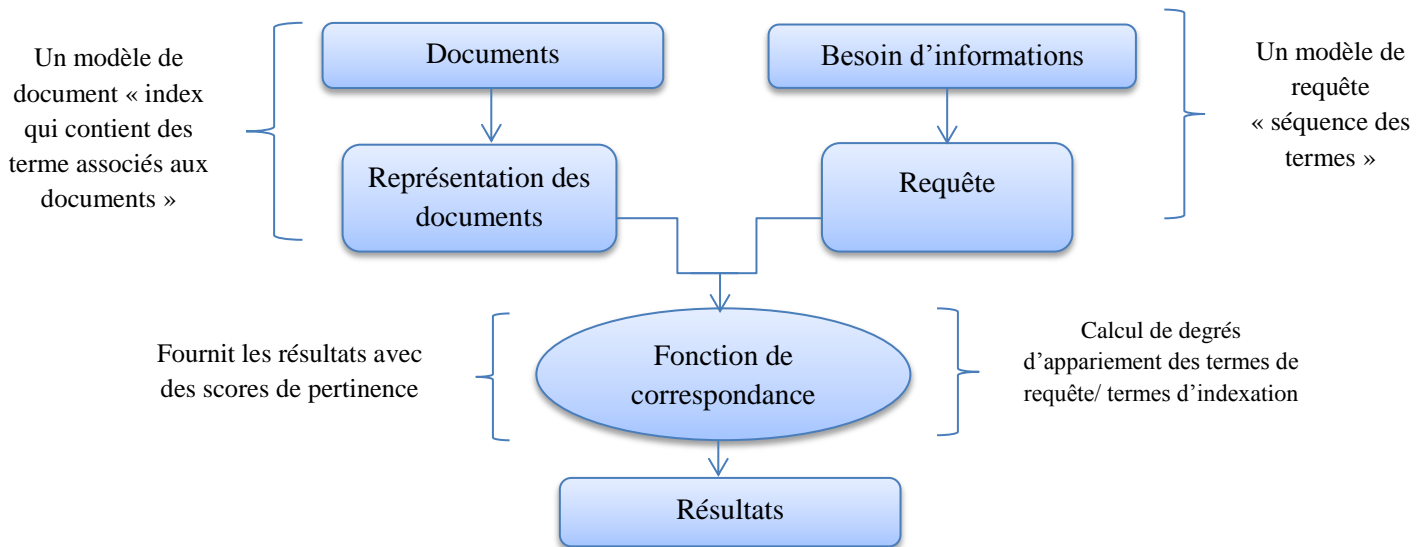 Un modèle de
document « index
qui contient des
terme associés aux
documents »
Documents
Besoin d’informations
Un modèle de
requête
« séquence des
termes »
Représentation des
documents
Requête
Fournit les résultats avec
des scores de pertinence
Fonction de
correspondance
Calcul de degrés
d’appariement des termes de
requête/ termes d’indexation
Résultats